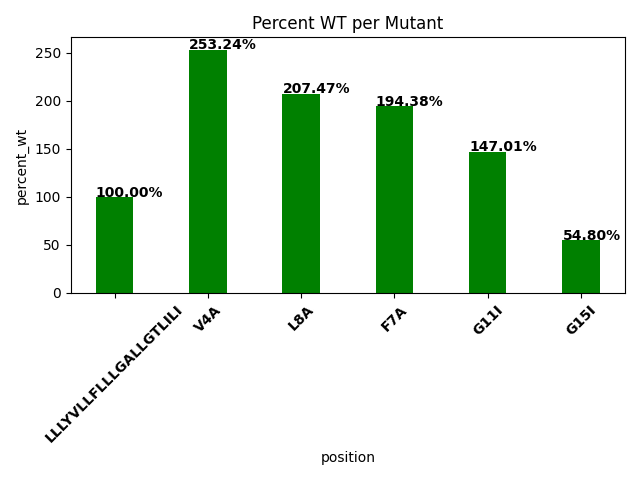 Percent WT per Mutant
percent_wt
250
200
150
100
50
0
100.00%
253.24%
207.47%
194.38%
147.01%
54.80%
LLLYVLLFLLLGALLGTLILI
V4A
L8A
F7A
G11I
G15I
position